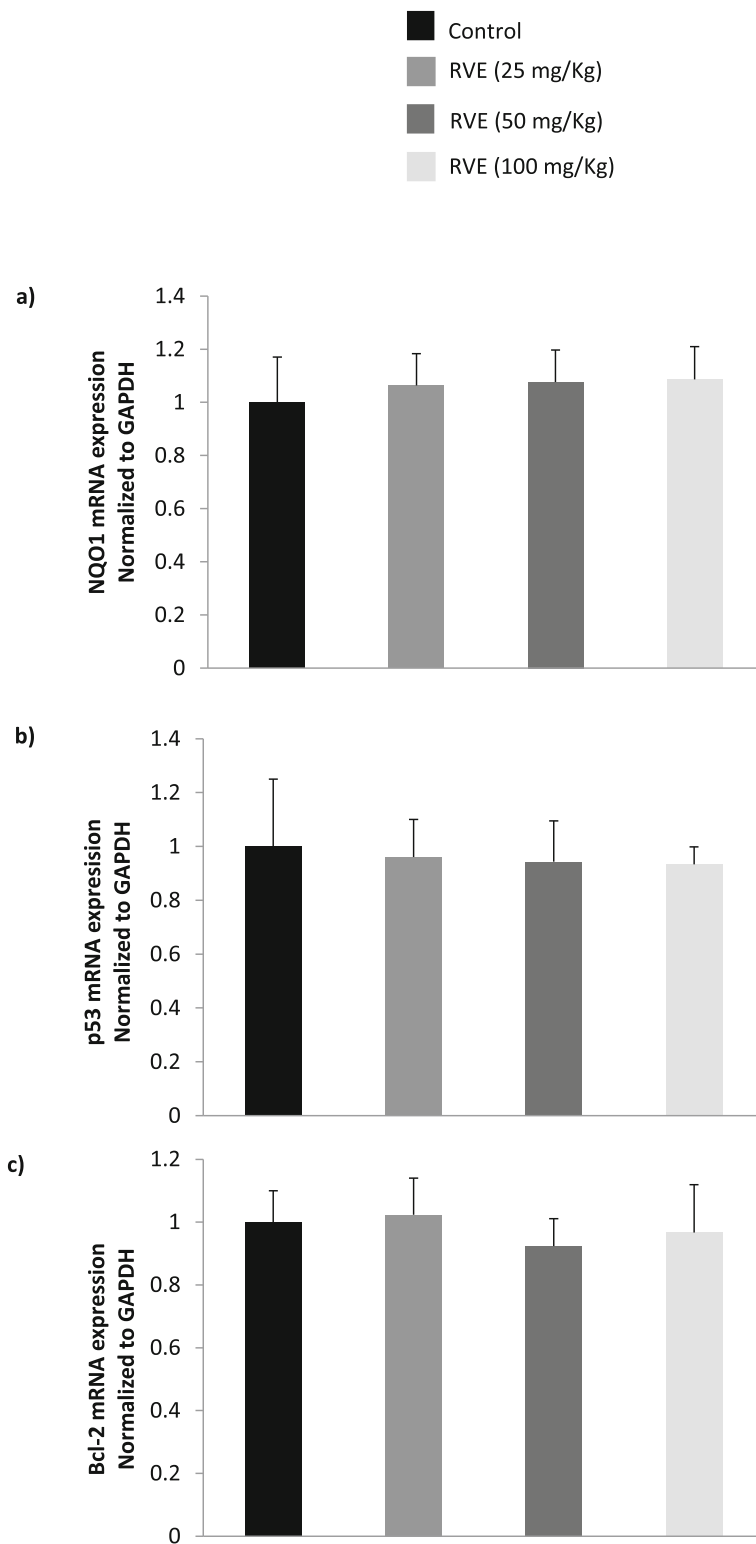 Control
RVE (25 mg/Kg)
RVE (50 mg/Kg)
RVE (100 mg/Kg)
a)
NQO1 mRNA expression
Normalized to GAPDH
1.4
1.2
1
0.8
0.6
0.4
0.2
0
b)
p53 mRNA expresision
Normalized to GAPDH
1.4
1.2
1
0.8
0.6
0.4
0.2
0
c)
Bcl-2 mRNA expression
Normalized to GAPDH
1.2
1
0.8
0.6
0.4
0.2
0